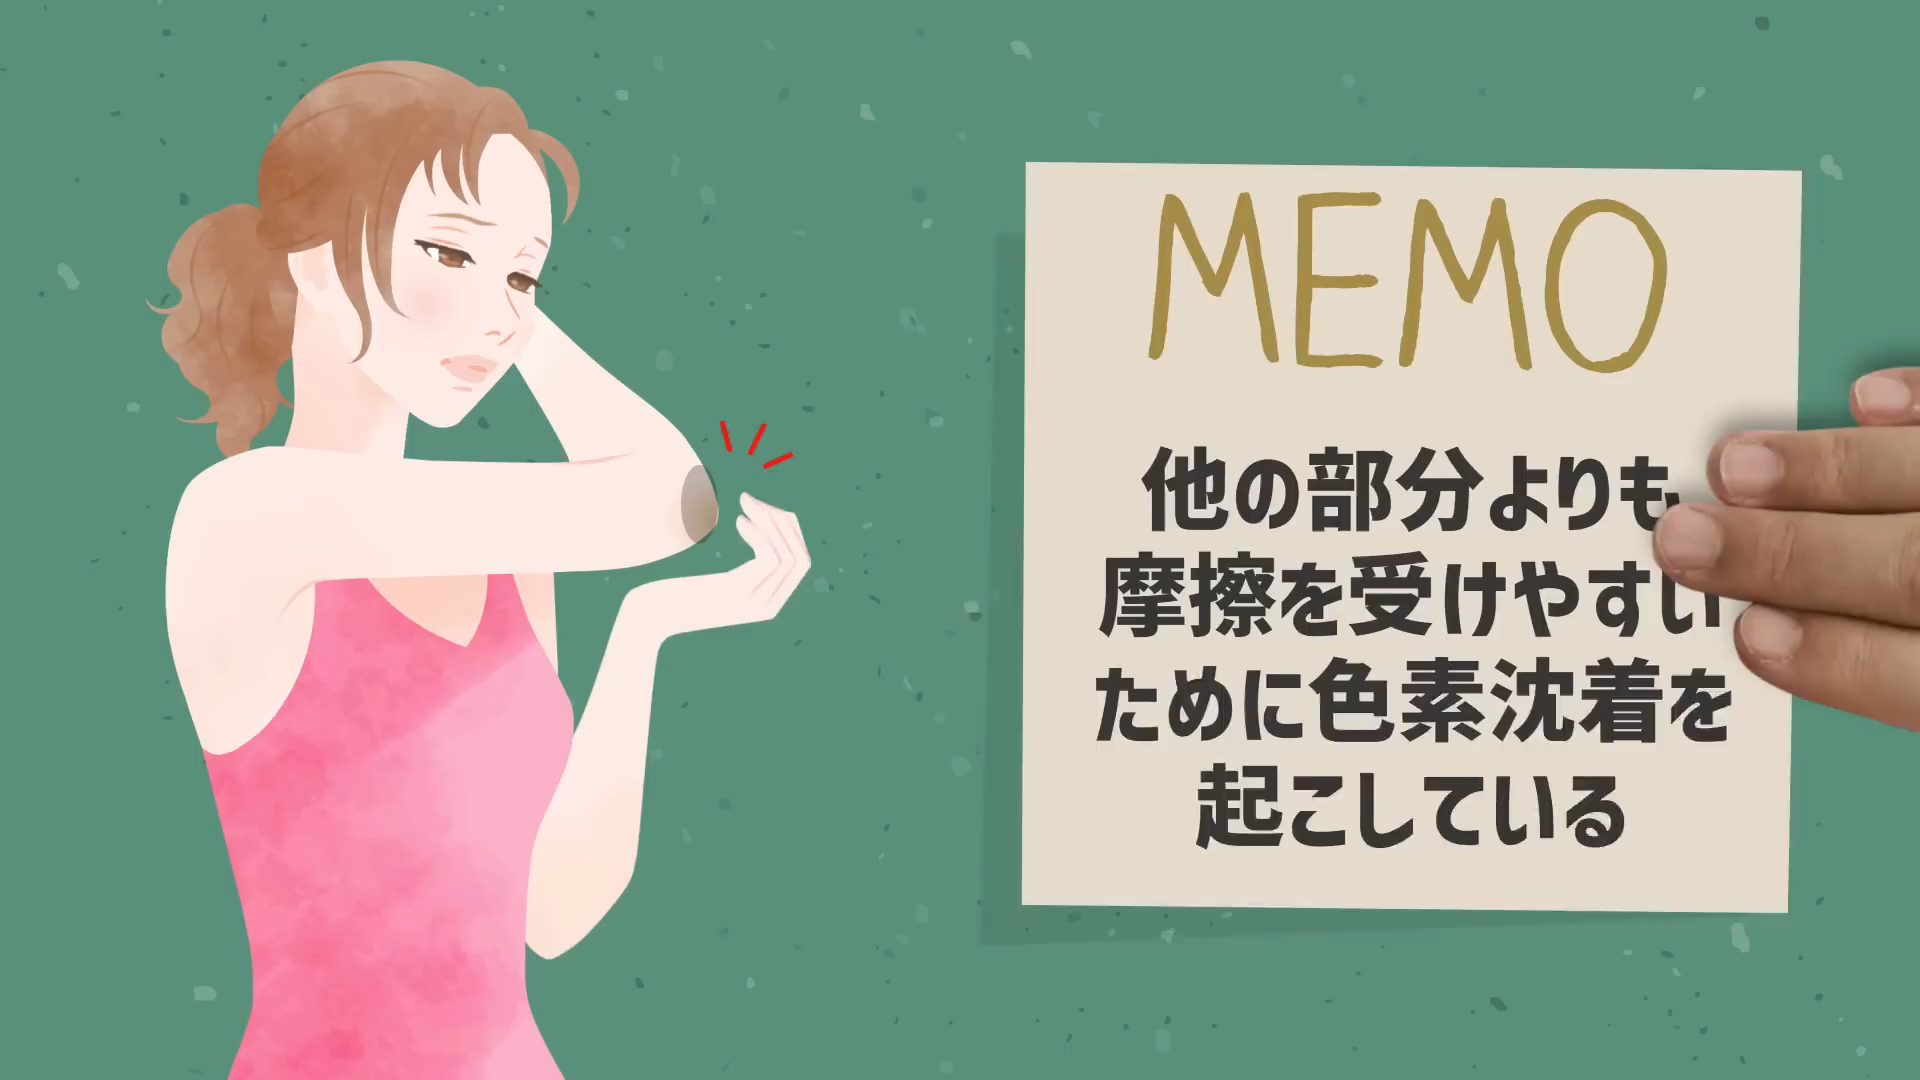 MEMO
他の部分よりも
摩擦を受けやすい
ために色素沈着を
起こしている